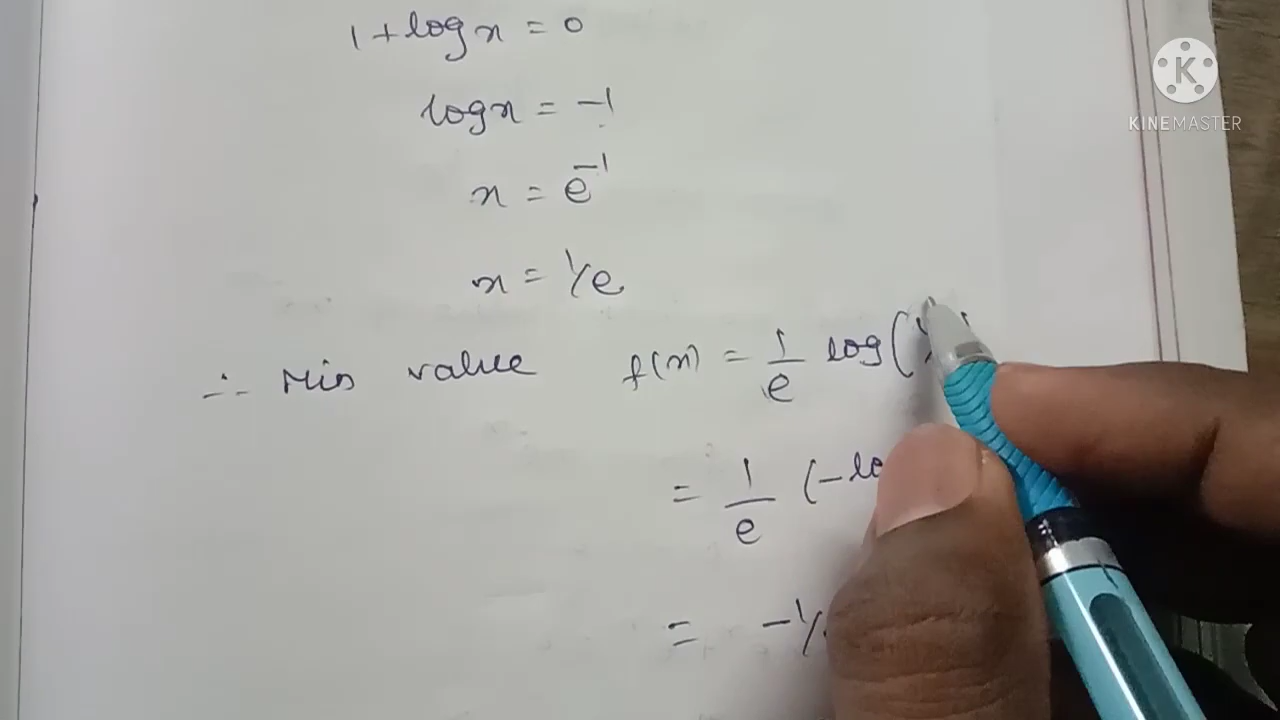 1 + log x = 0
K
KINEMASTER
log x = -1
x = e^{-1}
x = 1/e
∴ Min value f(x) = 1/e log(
= 1/e (-lo
= -1/